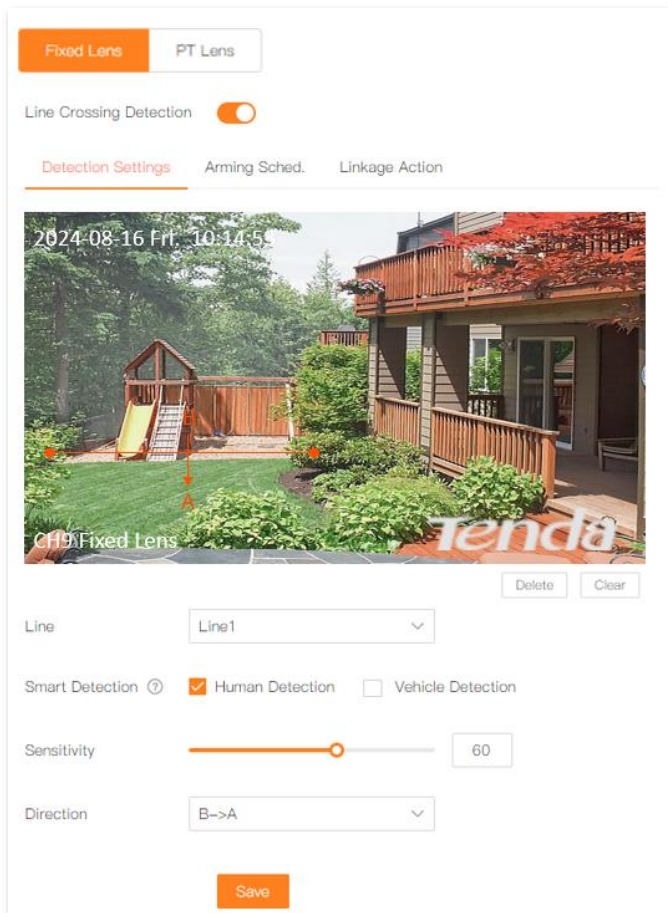 Fixed Lens PT Lens
Line Crossing Detection
Detection Settings Arming Sched. Linkage Action
2024-08-16 Fri. 10:14:55
B
A
CH9 Fixed Lens
Tenda
Delete Clear
Line Line1
Smart Detection ? Human Detection Vehicle Detection
Sensitivity 60
Direction B->A
Save